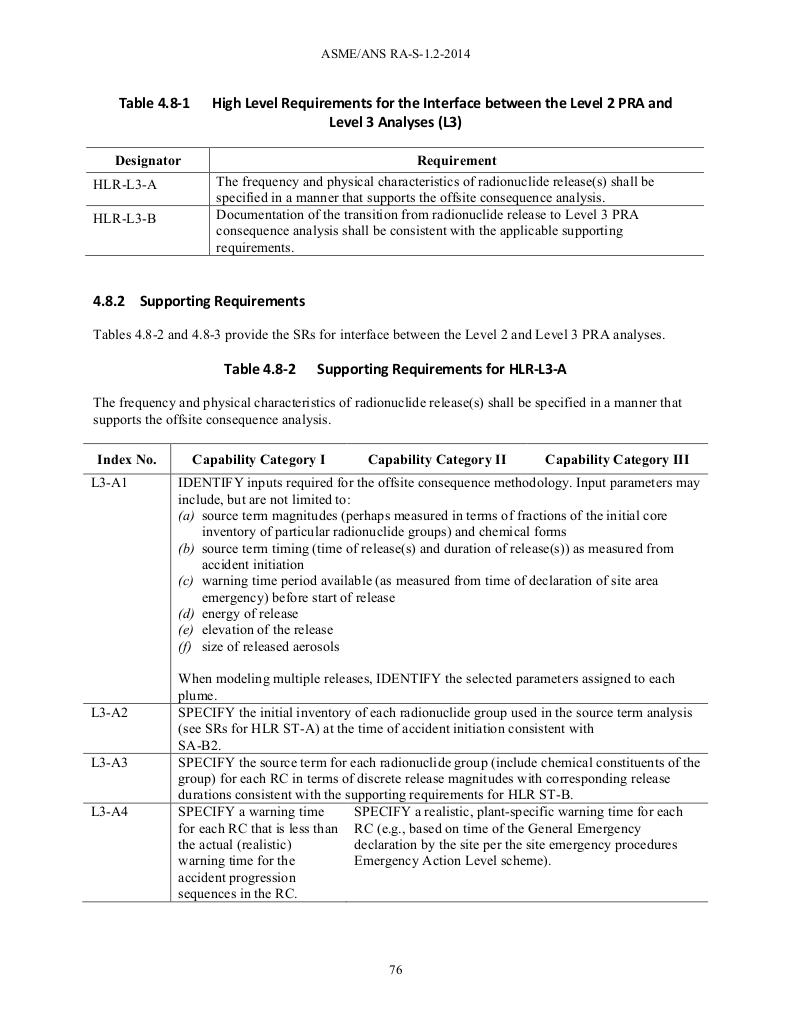 ASME/ANS RA-S-1.2-2014
Table 4.8-1 High Level Requirements for the Interface between the Level 2 PRA and
Level 3 Analyses (L3)
Designator Requirement
HLR-L3-A The frequency and physical characteristics of radionuclide release(s) shall be
specified in a manner that supports the offsite consequence analysis.
HLR-L3-B Documentation of the transition from radionuclide release to Level 3 PRA
consequence analysis shall be consistent with the applicable supporting
requirements.
4.8.2 Supporting Requirements
Tables 4.8-2 and 4.8-3 provide the SRs for interface between the Level 2 and Level 3 PRA analyses.
Table 4.8-2 Supporting Requirements for HLR-L3-A
The frequency and physical characteristics of radionuclide release(s) shall be specified in a manner that
supports the offsite consequence analysis.
Index No. Capability Category I Capability Category II Capability Category III
L3-A1 IDENTIFY inputs required for the offsite consequence methodology. Input parameters may
include, but are not limited to:
(a) source term magnitudes (perhaps measured in terms of fractions of the initial core
inventory of particular radionuclide groups) and chemical forms
(b) source term timing (time of release(s) and duration of release(s)) as measured from
accident initiation
(c) warning time period available (as measured from time of declaration of site area
emergency) before start of release
(d) energy of release
(e) elevation of the release
(f) size of released aerosols
When modeling multiple releases, IDENTIFY the selected parameters assigned to each
plume.
L3-A2 SPECIFY the initial inventory of each radionuclide group used in the source term analysis
(see SRs for HLR ST-A) at the time of accident initiation consistent with
SA-B2.
L3-A3 SPECIFY the source term for each radionuclide group (include chemical constituents of the
group) for each RC in terms of discrete release magnitudes with corresponding release
durations consistent with the supporting requirements for HLR ST-B.
L3-A4 SPECIFY a warning time
for each RC that is less than
the actual (realistic)
warning time for the
accident progression
sequences in the RC.
SPECIFY a realistic, plant-specific warning time for each
RC (e.g., based on time of the General Emergency
declaration by the site per the site emergency procedures
Emergency Action Level scheme).
76